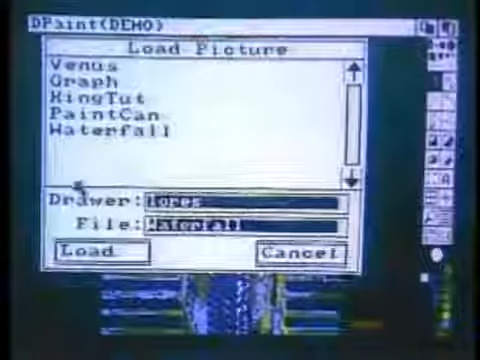 DPaint(DEMO)
Load Picture
Venus
Graph
KingTut
PaintCan
Waterfall
Drawer: lores
File: Waterfall
Load
Cancel